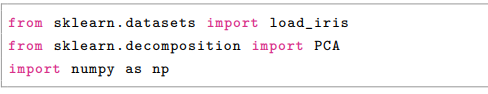 from sklearn.datasets import load_iris
from sklearn.decomposition import PCA
import numpy as np